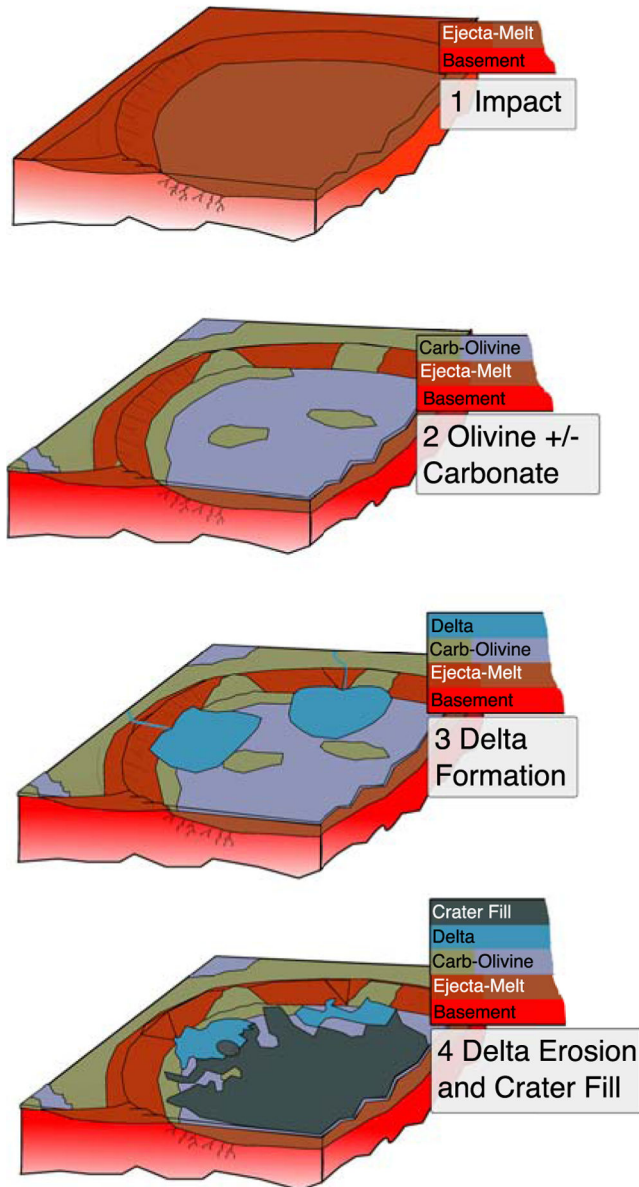 Ejecta-Melt
Basement
1 Impact
Carb-Olivine
Ejecta-Melt
Basement
2 Olivine +/-
Carbonate
Delta
Carb-Olivine
Ejecta-Melt
Basement
3 Delta
Formation
Crater Fill
Delta
Carb-Olivine
Ejecta-Melt
Basement
4 Delta Erosion
and Crater Fill